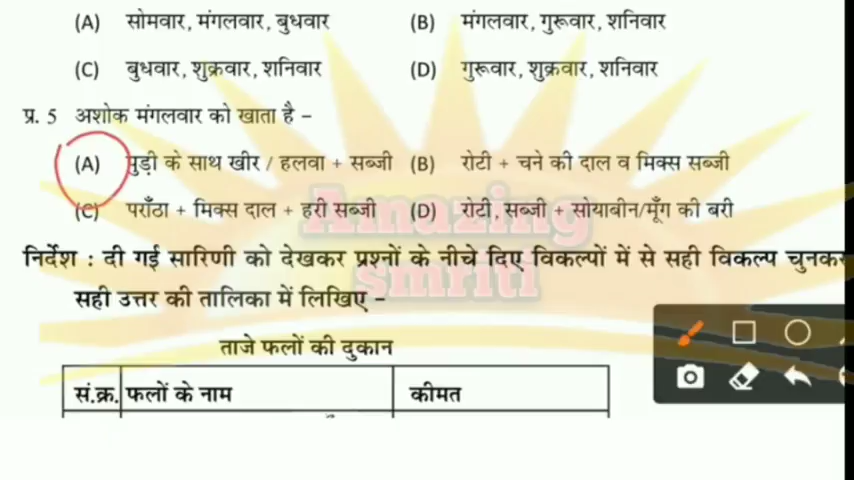 (A) सोमवार, मंगलवार, बुधवार (B) मंगलवार, गुरूवार, शनिवार
(C) बुधवार, शुक्रवार, शनिवार (D) गुरूवार, शुक्रवार, शनिवार
प्र. 5 अशोक मंगलवार को खाता है –
(A) पुड़ी के साथ खीर / हलवा + सब्जी (B) रोटी + चने की दाल व मिक्स सब्जी
(C) पराँठा + मिक्स दाल + हरी सब्जी (D) रोटी, सब्जी + सोयाबीन/मूँग की बरी
Amazing
smriti
निर्देश : दी गई सारिणी को देखकर प्रश्नों के नीचे दिए विकल्पों में से सही विकल्प चुनकर
सही उत्तर की तालिका में लिखिए –
ताजे फलों की दुकान
सं.क्र. फलों के नाम कीमत